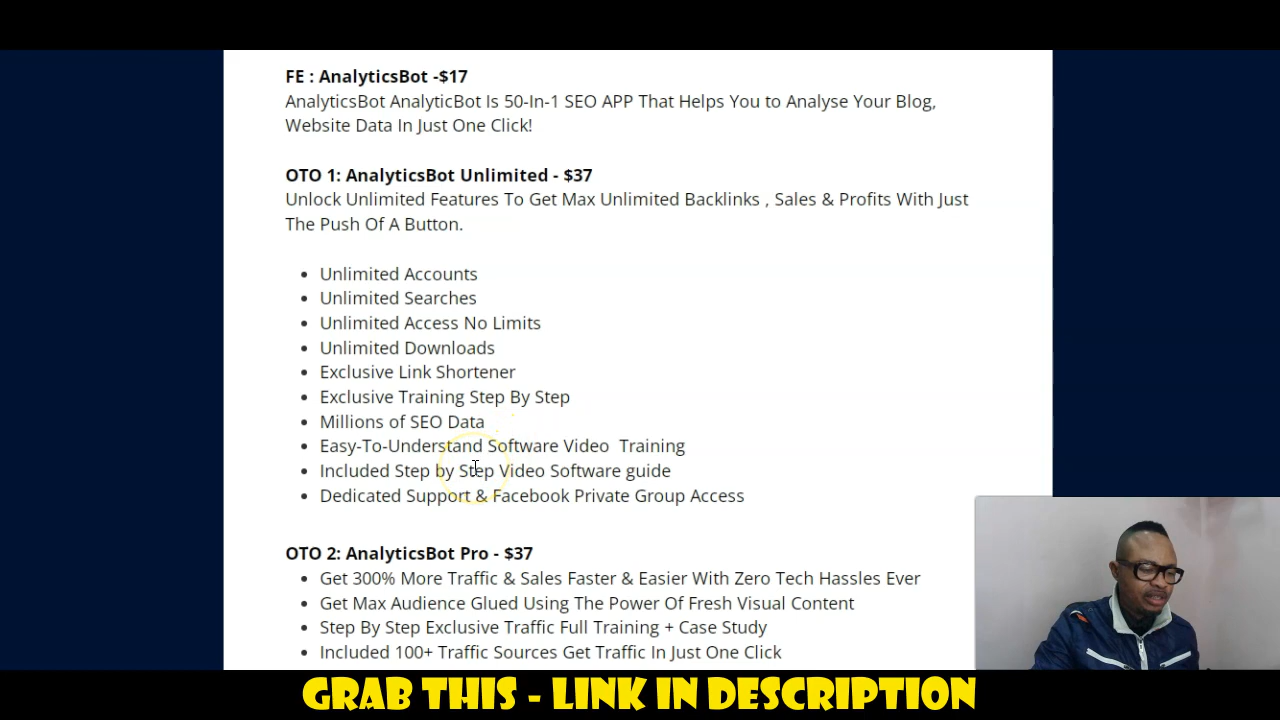 FE : AnalyticsBot -$17
AnalyticsBot AnalyticBot Is 50-In-1 SEO APP That Helps You to Analyse Your Blog,
Website Data In Just One Click!
OTO 1: AnalyticsBot Unlimited - $37
Unlock Unlimited Features To Get Max Unlimited Backlinks , Sales & Profits With Just
The Push Of A Button.
Unlimited Accounts
Unlimited Searches
Unlimited Access No Limits
Unlimited Downloads
Exclusive Link Shortener
Exclusive Training Step By Step
Millions of SEO Data
Easy-To-Understand Software Video  Training
Included Step by Step Video Software guide
Dedicated Support & Facebook Private Group Access
OTO 2: AnalyticsBot Pro - $37
Get 300% More Traffic & Sales Faster & Easier With Zero Tech Hassles Ever
Get Max Audience Glued Using The Power Of Fresh Visual Content
Step By Step Exclusive Traffic Full Training + Case Study
Included 100+ Traffic Sources Get Traffic In Just One Click
GRAB THIS - LINK IN DESCRIPTION